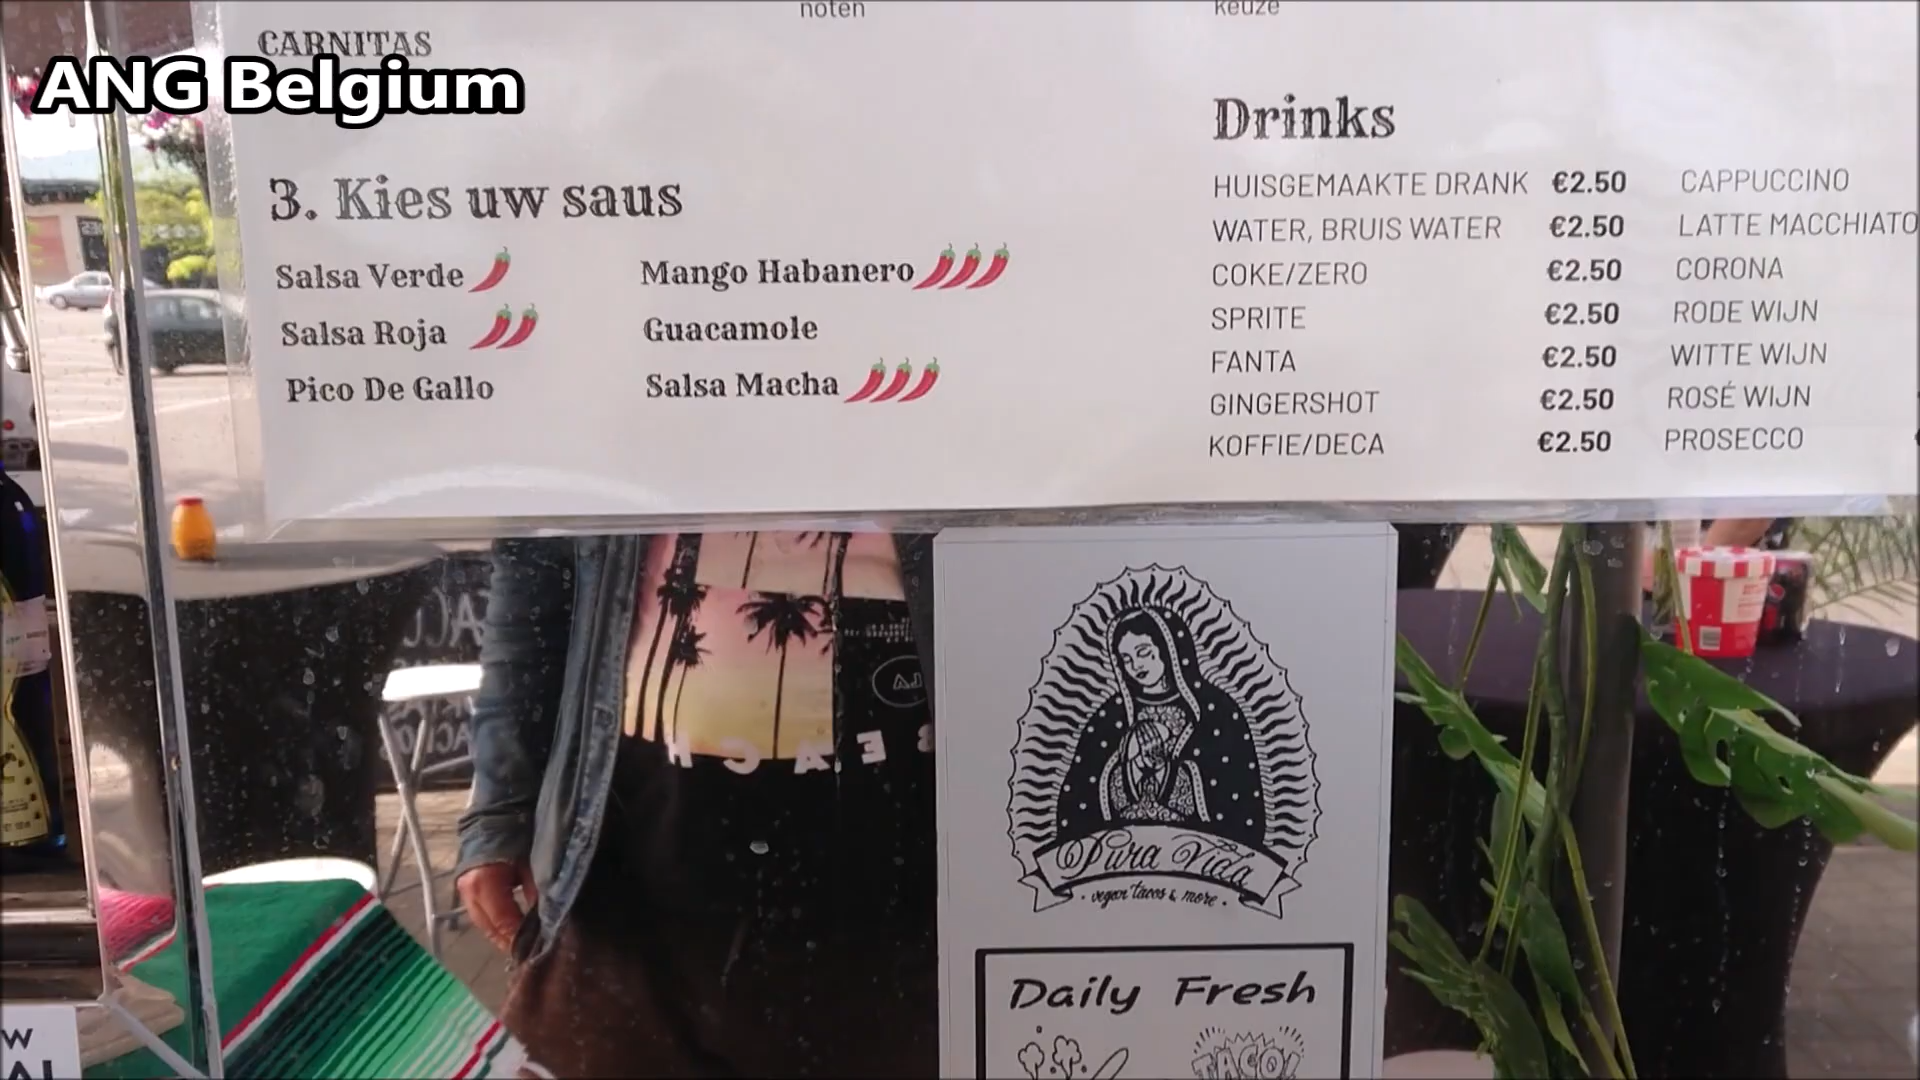 noten
keuze
CARNITAS
ANG Belgium
3. Kies uw saus
Salsa Verde
Salsa Roja
Pico De Gallo
Mango Habanero
Guacamole
Salsa Macha
Drinks
HUISGEMAAKTE DRANK €2.50
WATER, BRUIS WATER €2.50
COKE/ZERO €2.50
SPRITE €2.50
FANTA €2.50
GINGERSHOT €2.50
KOFFIE/DECA €2.50
CAPPUCCINO
LATTE MACCHIATO
CORONA
RODE WIJN
WITTE WIJN
ROSÉ WIJN
PROSECCO
BEACH
Pura Vida
· vegan tacos & more ·
Daily Fresh
TACO!